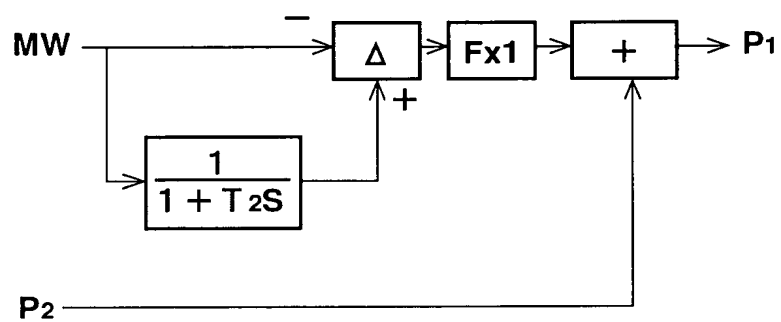 −
MW
Δ
Fx1
+
P1
+
1
1 + T2S
P2